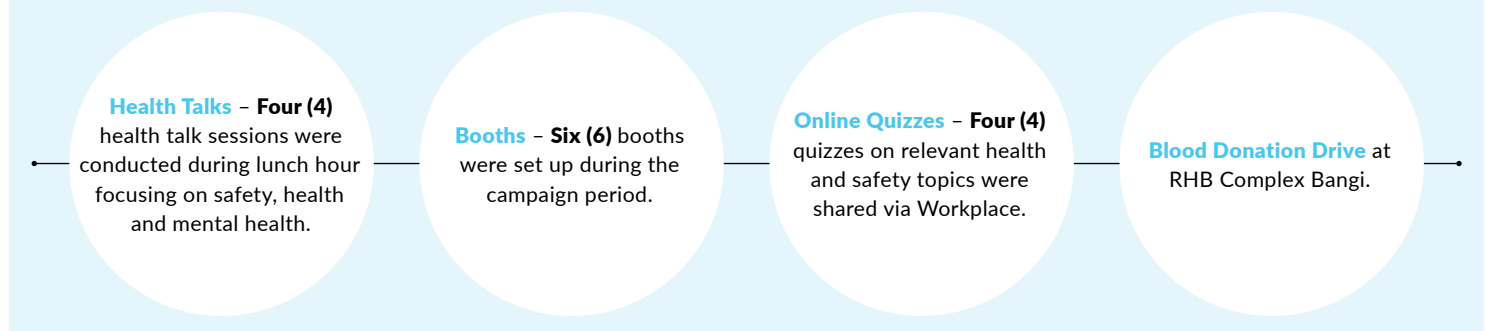 Health Talks – Four (4)
health talk sessions were
conducted during lunch hour
focusing on safety, health
and mental health.
Booths – Six (6) booths
were set up during the
campaign period.
Online Quizzes – Four (4)
quizzes on relevant health
and safety topics were
shared via Workplace.
Blood Donation Drive at
RHB Complex Bangi.